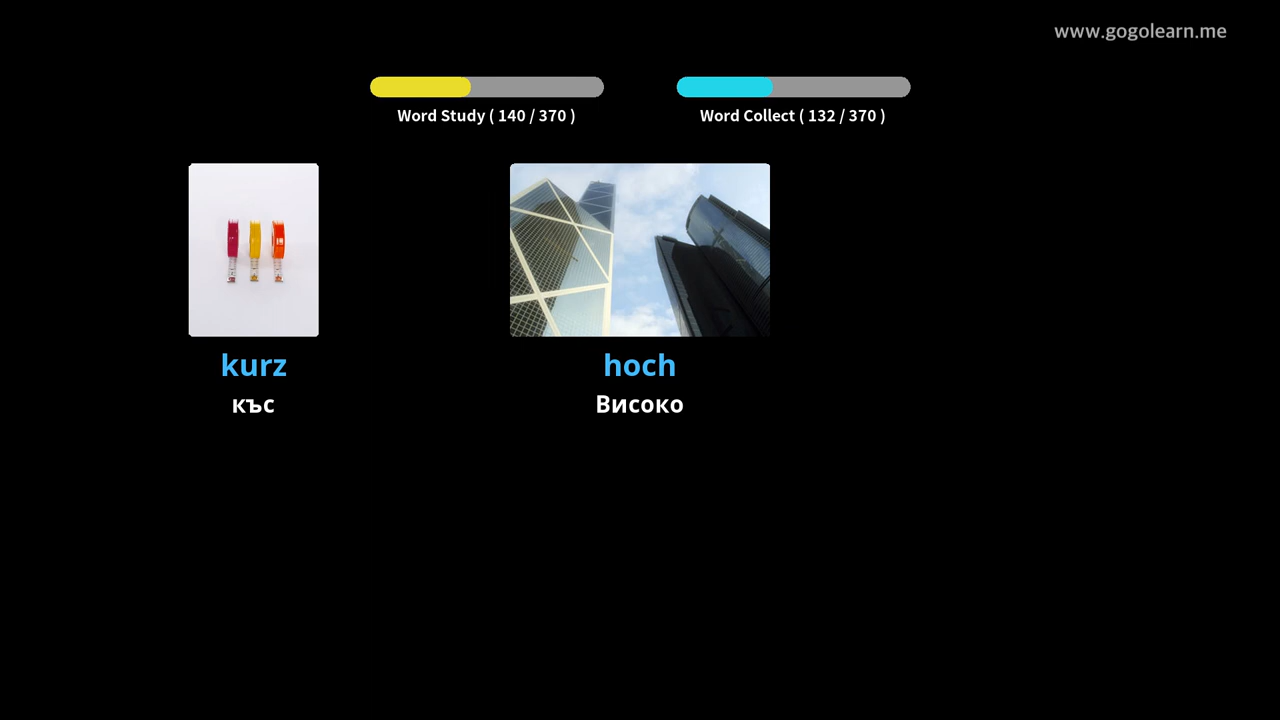 www.gogolearn.me
Word Study ( 140 / 370 )
Word Collect ( 132 / 370 )
kurz
къс
hoch
Високо